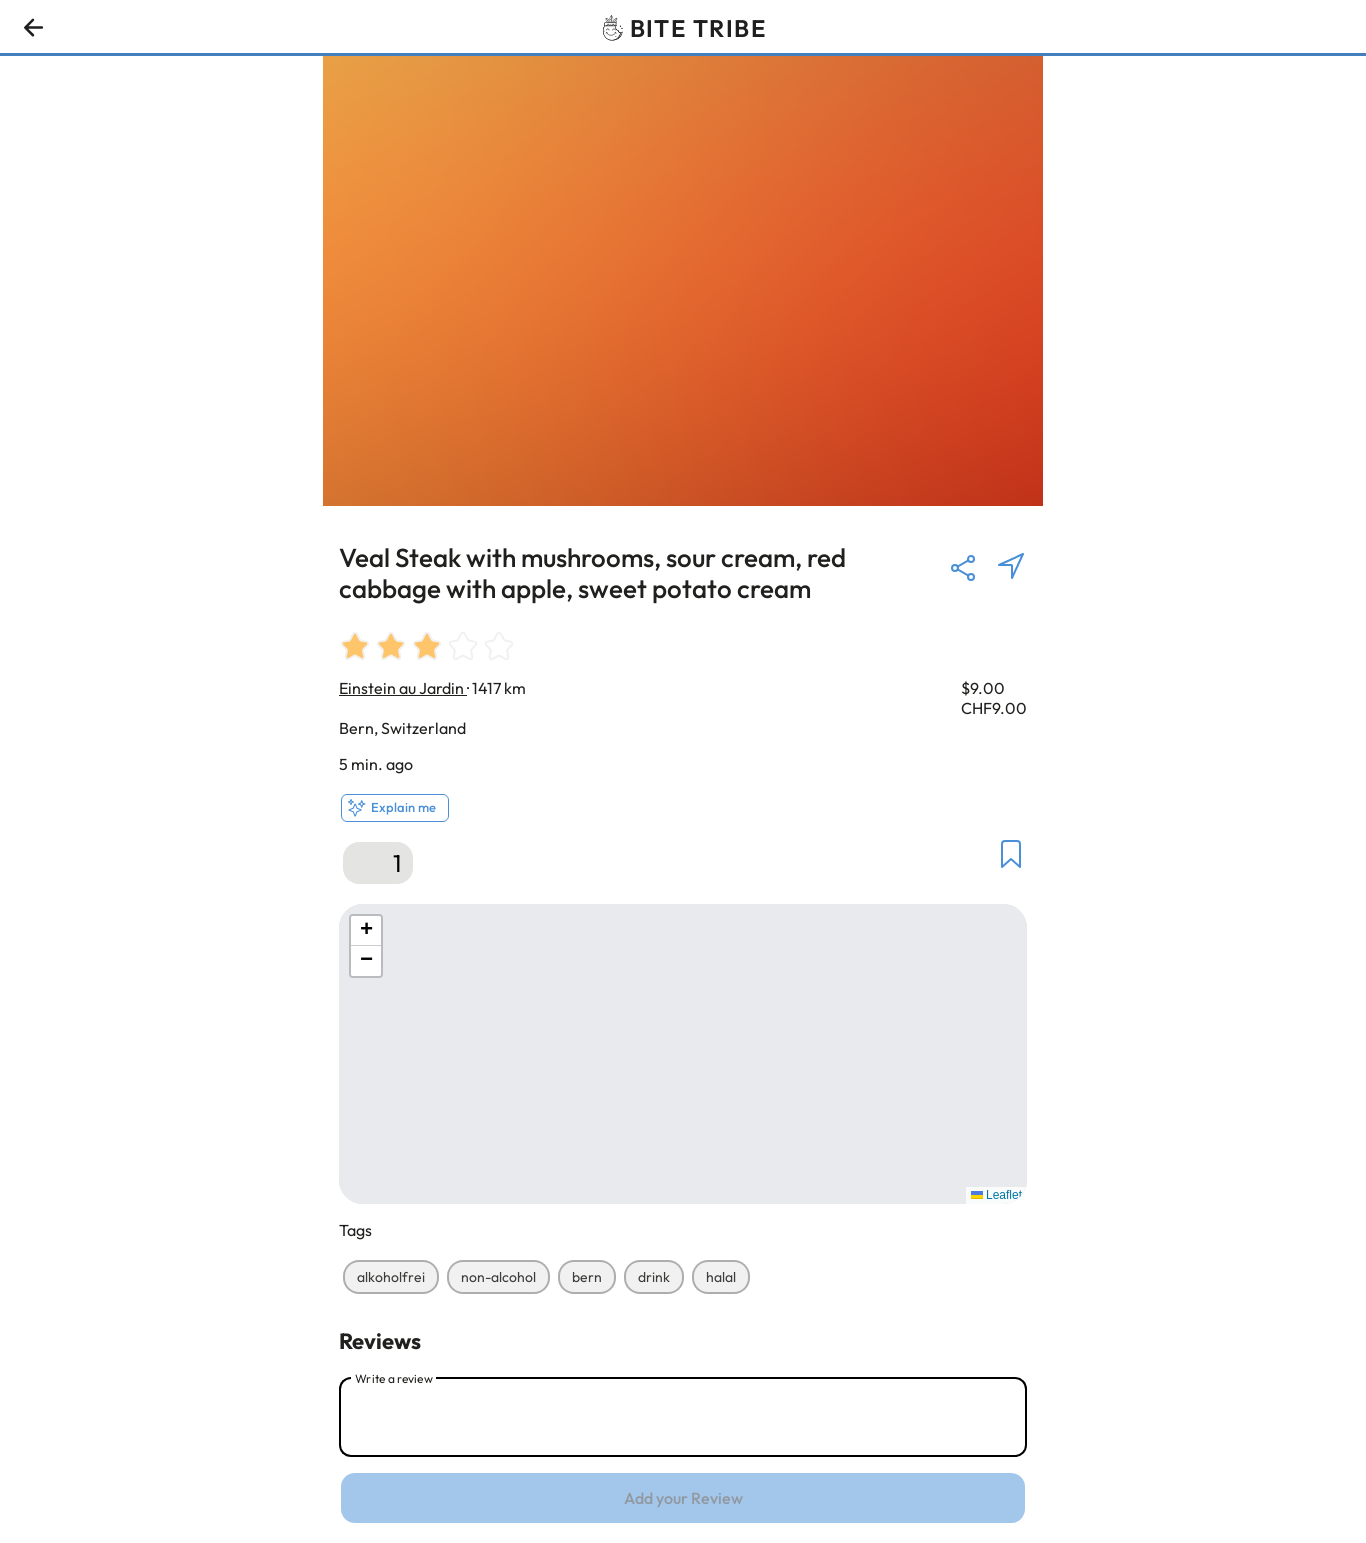 BITE TRIBE
Veal Steak with mushrooms, sour cream, red
cabbage with apple, sweet potato cream
Einstein au Jardin · 1417 km
$9.00
CHF9.00
Bern, Switzerland
5 min. ago
Explain me
1
+
−
Leaflet
Tags
alkoholfrei
non-alcohol
bern
drink
halal
Reviews
Write a review
Add your Review